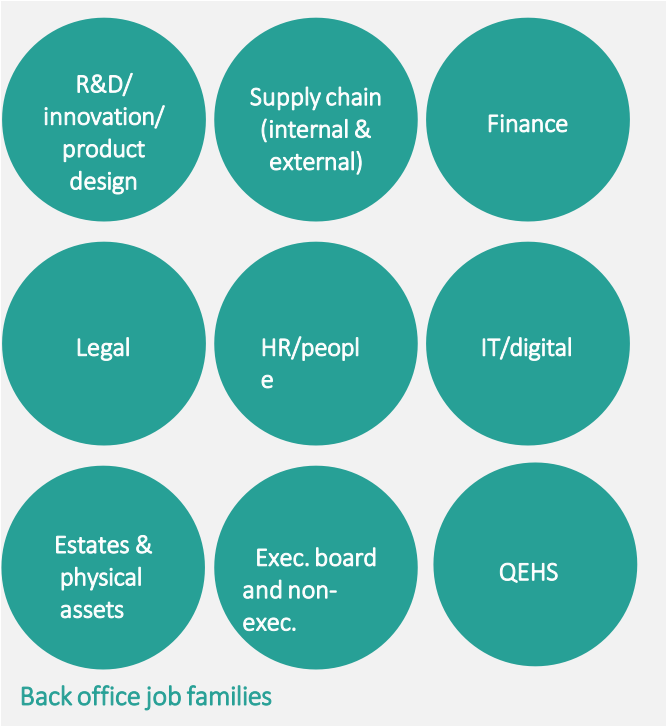 R&D/
innovation/
product
design
Supply chain
(internal &
external)
Finance
Legal
HR/peopl
e
IT/digital
Estates &
physical
assets
Exec. board
and non-
exec.
QEHS
Back office job families